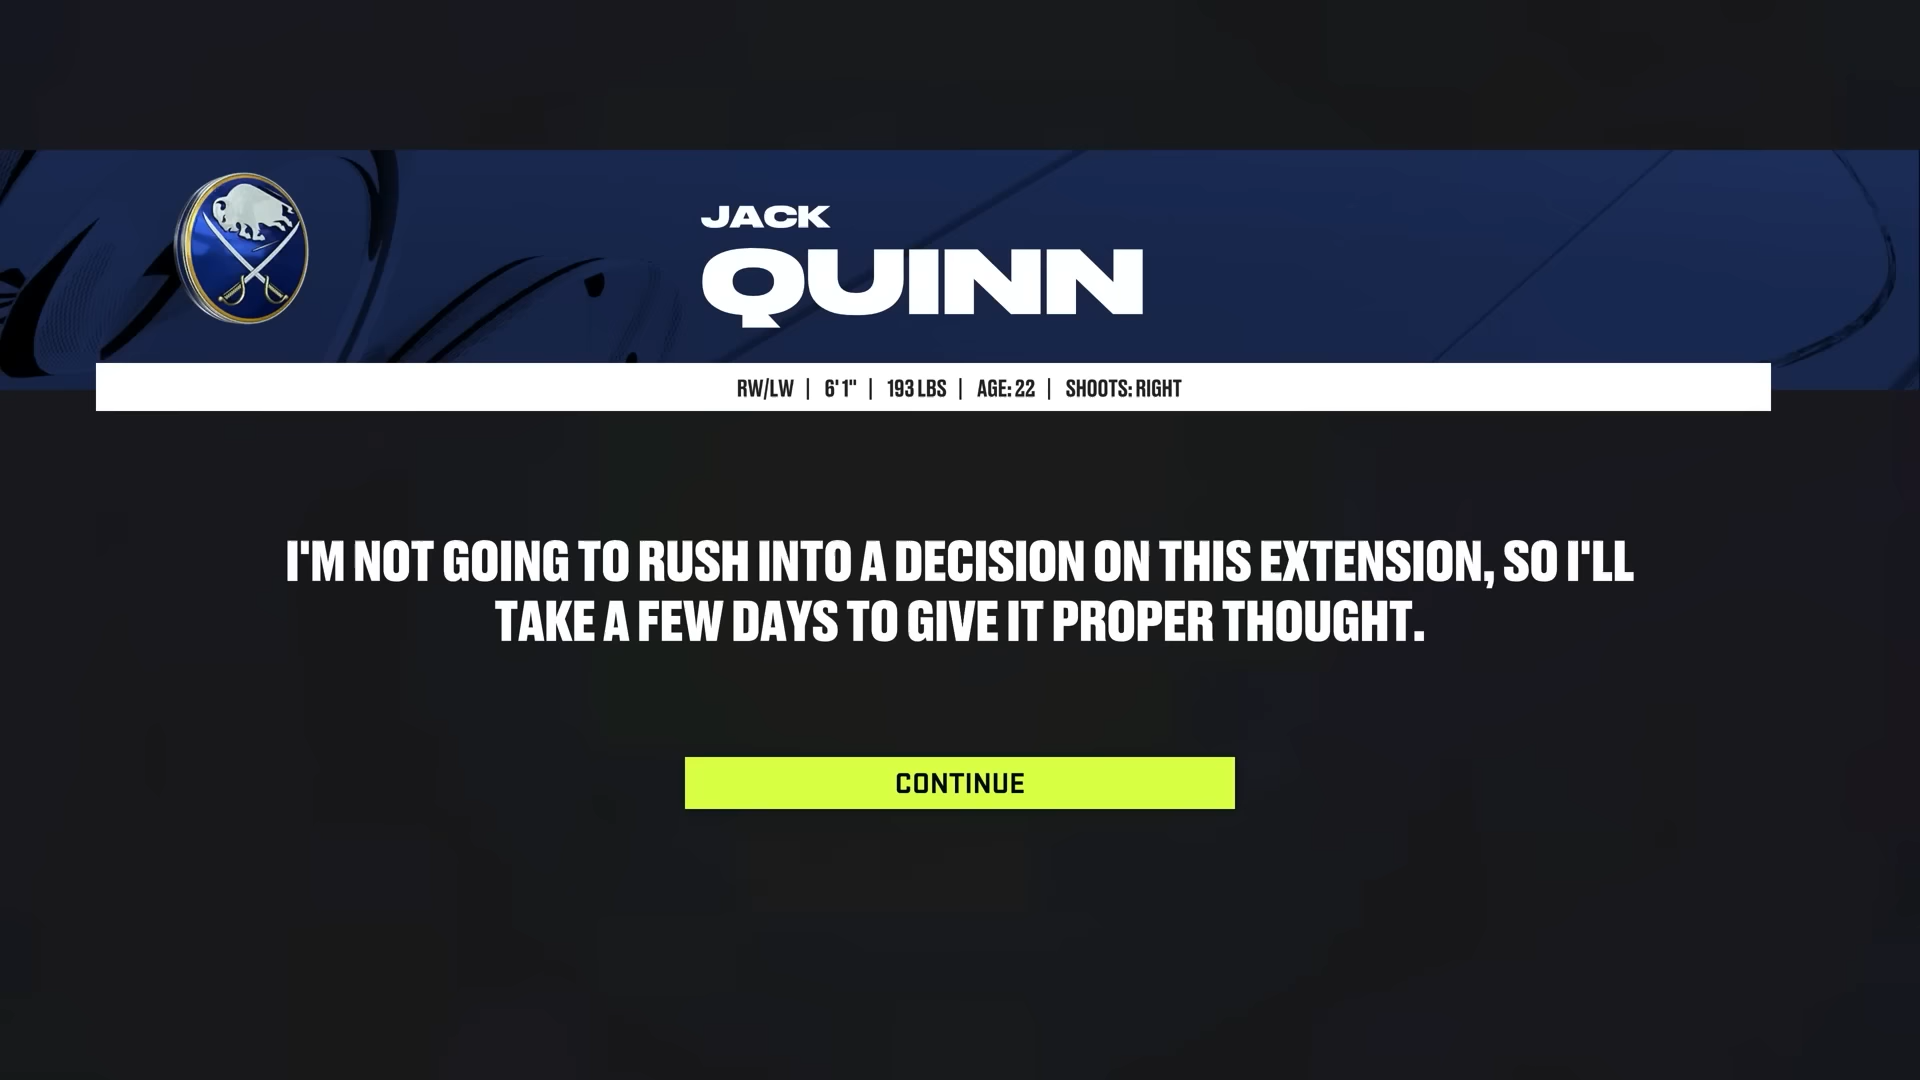 JACK
QUINN
RW/LW | 6' 1" | 193 LBS | AGE: 22 | SHOOTS: RIGHT
I'M NOT GOING TO RUSH INTO A DECISION ON THIS EXTENSION, SO I'LL
TAKE A FEW DAYS TO GIVE IT PROPER THOUGHT.
CONTINUE